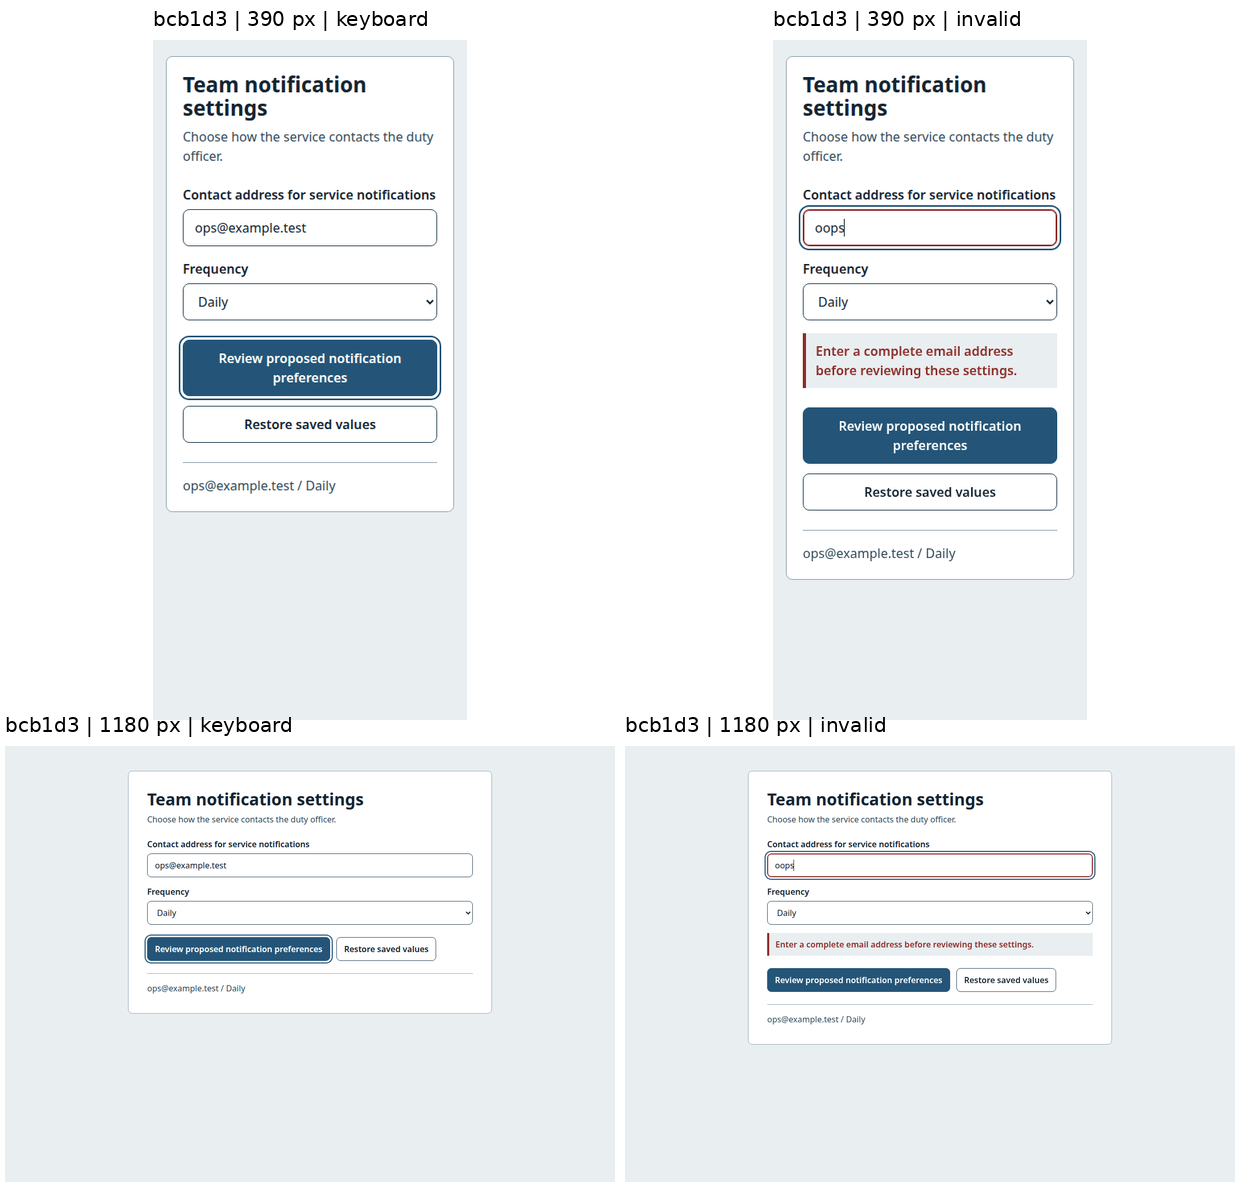 bcb1d3 | 390 px | keyboard
Team notification
settings
Choose how the service contacts the duty
officer.
Contact address for service notifications
ops@example.test
Frequency
Daily
Review proposed notification
preferences
Restore saved values
ops@example.test / Daily
bcb1d3 | 390 px | invalid
Team notification
settings
Choose how the service contacts the duty
officer.
Contact address for service notifications
oops
Frequency
Daily
Enter a complete email address
before reviewing these settings.
Review proposed notification
preferences
Restore saved values
ops@example.test / Daily
bcb1d3 | 1180 px | keyboard
Team notification settings
Choose how the service contacts the duty officer.
Contact address for service notifications
ops@example.test
Frequency
Daily
Review proposed notification preferences
Restore saved values
ops@example.test / Daily
bcb1d3 | 1180 px | invalid
Team notification settings
Choose how the service contacts the duty officer.
Contact address for service notifications
oops
Frequency
Daily
Enter a complete email address before reviewing these settings.
Review proposed notification preferences
Restore saved values
ops@example.test / Daily